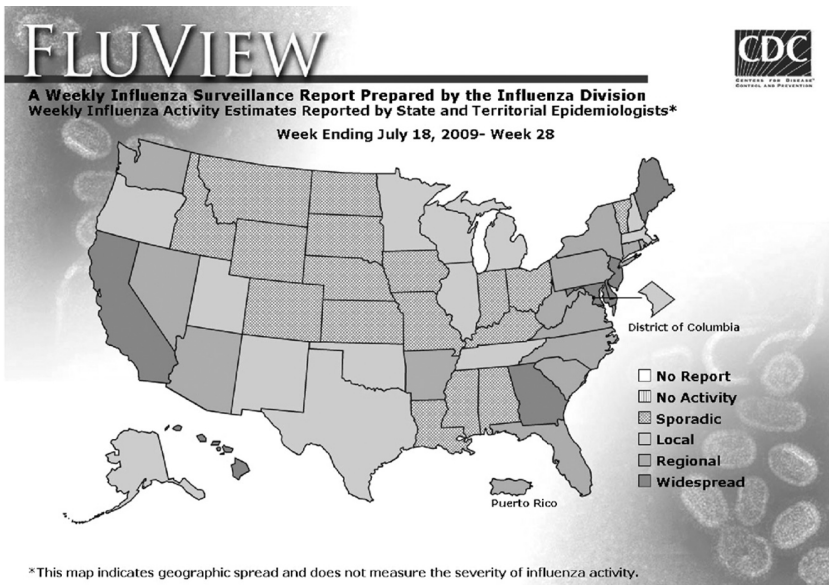 FLUVIEW
CDC
CENTERS FOR DISEASE
CONTROL AND PREVENTION
A Weekly Influenza Surveillance Report Prepared by the Influenza Division
Weekly Influenza Activity Estimates Reported by State and Territorial Epidemiologists*
Week Ending July 18, 2009- Week 28
District of Columbia
No Report
No Activity
Sporadic
Local
Regional
Widespread
Puerto Rico
*This map indicates geographic spread and does not measure the severity of influenza activity.